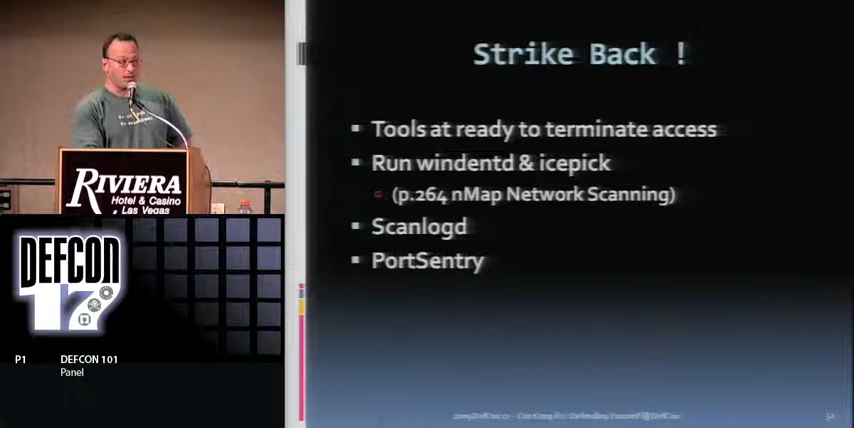 RIVIERA
Hotel & Casino
Las Vegas
DEFCON
17
P1 DEFCON 101
Panel
Strike Back !
▪ Tools at ready to terminate access
▪ Run windentd & icepick
(p.264 nMap Network Scanning)
▪ Scanlogd
▪ PortSentry